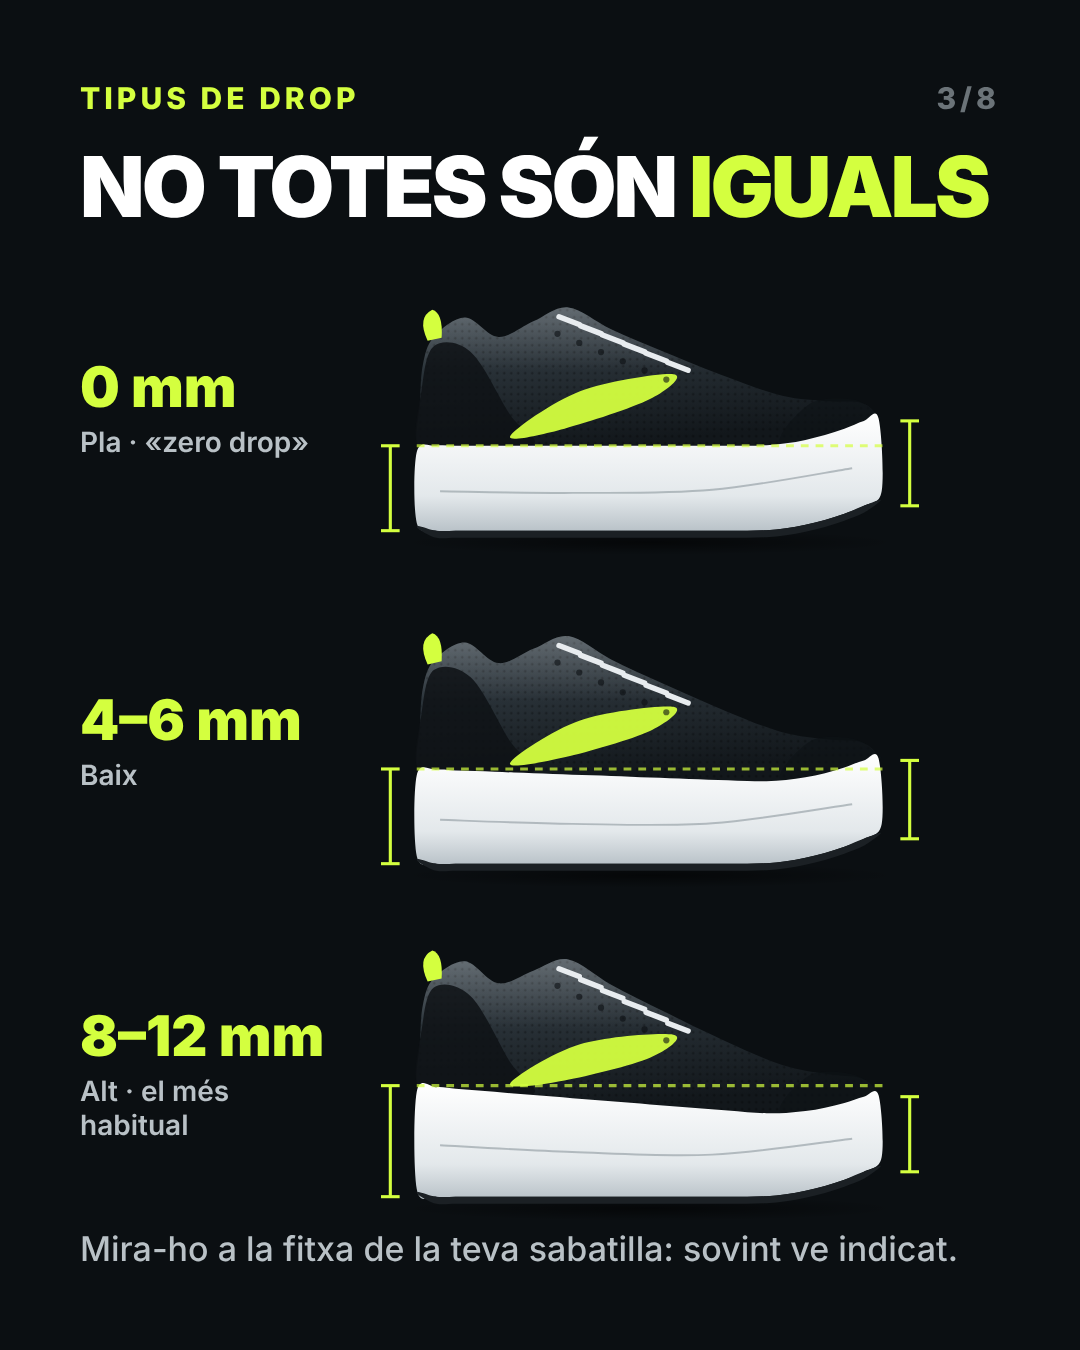 TIPUS DE DROP
3/8
NO TOTES SÓN IGUALS
0 mm
Pla · «zero drop»
4–6 mm
Baix
8–12 mm
Alt · el més
habitual
Mira-ho a la fitxa de la teva sabatilla: sovint ve indicat.